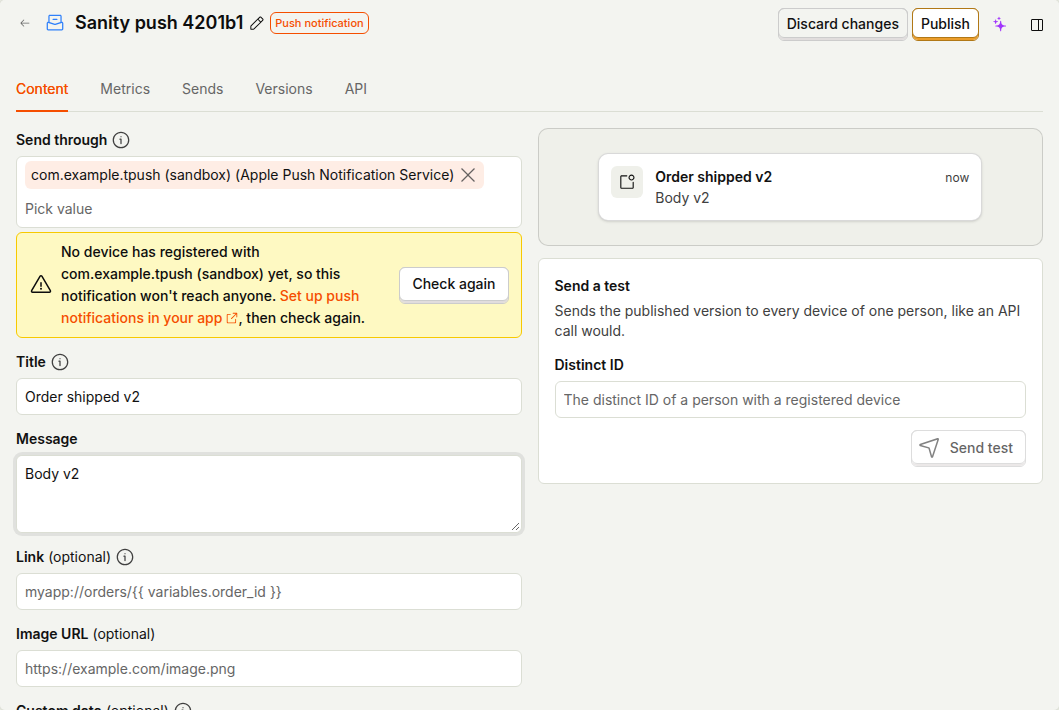 Sanity push 4201b1
Push notification
Discard changes
Publish
Content
Metrics
Sends
Versions
API
Send through
com.example.tpush (sandbox) (Apple Push Notification Service)
Pick value
No device has registered with
com.example.tpush (sandbox) yet, so this
notification won't reach anyone. Set up push
notifications in your app, then check again.
Check again
Title
Order shipped v2
Message
Body v2
Link (optional)
myapp://orders/{{ variables.order_id }}
Image URL (optional)
https://example.com/image.png
Custom data (optional)
Order shipped v2
now
Body v2
Send a test
Sends the published version to every device of one person, like an API
call would.
Distinct ID
The distinct ID of a person with a registered device
Send test